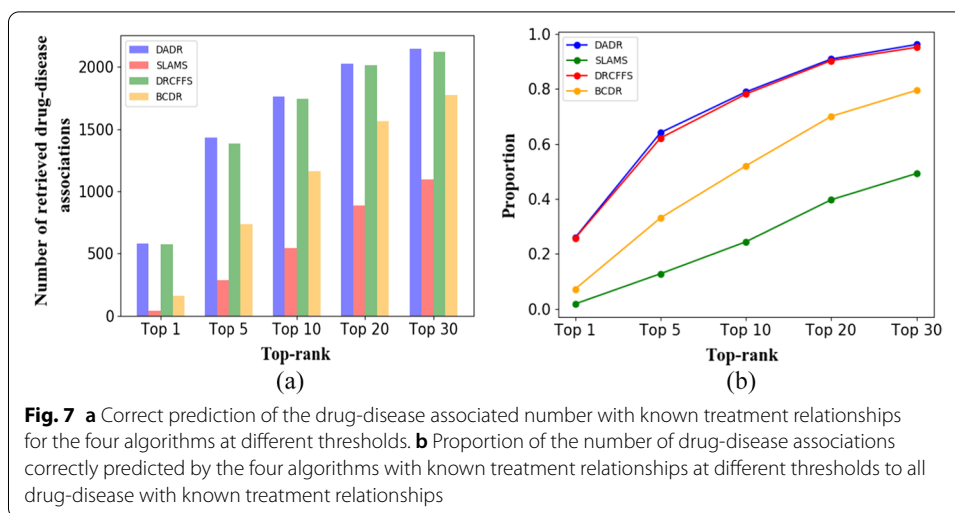 DADR
SLAMS
DRCFFS
BCDR
Number of retrieved drug-disease
associations
2000
1500
1000
500
0
Top 1 Top 5 Top 10 Top 20 Top 30
Top-rank
(a)
DADR
SLAMS
DRCFFS
BCDR
Proportion
1.0
0.8
0.6
0.4
0.2
0.0
Top 1 Top 5 Top 10 Top 20 Top 30
Top-rank
(b)
Fig. 7 a Correct prediction of the drug-disease associated number with known treatment relationships
for the four algorithms at different thresholds. b Proportion of the number of drug-disease associations
correctly predicted by the four algorithms with known treatment relationships at different thresholds to all
drug-disease with known treatment relationships